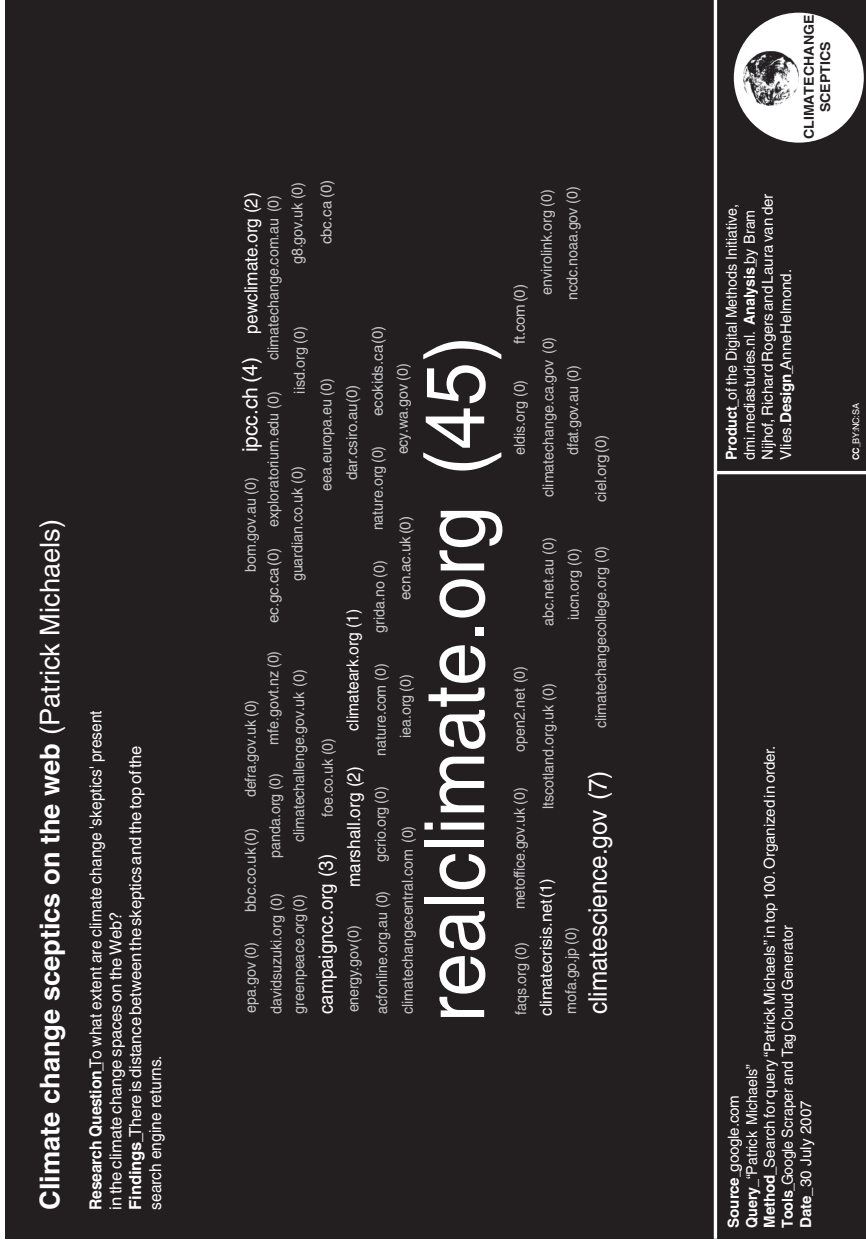 Climate change sceptics on the web (Patrick Michaels)
Research Question_To what extent are climate change 'skeptics' present
in the climate change spaces on the Web?
Findings_There is distance between the skeptics and the top of the
search engine returns.
epa.gov (0) bbc.co.uk (0) defra.gov.uk (0) bom.gov.au (0) ipcc.ch (4) pewclimate.org (2)
davidsuzuki.org (0) panda.org (0) mfe.govt.nz (0) ec.gc.ca (0) exploratorium.edu (0) climatechange.com.au (0)
greenpeace.org (0) climatechallenge.gov.uk (0) guardian.co.uk (0) iisd.org (0) g8.gov.uk (0)
campaigncc.org (3) foe.co.uk (0) eea.europa.eu (0) cbc.ca (0)
energy.gov (0) marshall.org (2) climateark.org (1) dar.csiro.au (0)
acfonline.org.au (0) gcrio.org (0) nature.com (0) grida.no (0) nature.org (0) ecokids.ca (0)
climatechangecentral.com (0) iea.org (0) ecn.ac.uk (0) ecy.wa.gov (0)
realclimate.org (45)
faqs.org (0) metoffice.gov.uk (0) open2.net (0) eldis.org (0) ft.com (0)
climatecrisis.net (1) ltscotland.org.uk (0) abc.net.au (0) climatechange.ca.gov (0) envirolink.org (0)
mofa.go.jp (0) iucn.org (0) dfat.gov.au (0) ncdc.noaa.gov (0)
climatescience.gov (7) climatechangecollege.org (0) ciel.org (0)
Source_google.com
Query_"Patrick Michaels"
Method_Search for query "Patrick Michaels" in top 100. Organized in order.
Tools_Google Scraper and Tag Cloud Generator
Date_30 July 2007
Product_of the Digital Methods Initiative,
dmi.mediastudies.nl. Analysis_by Bram
Nijhof, Richard Rogers and Laura van der
Vlies. Design_Anne Helmond.
CC_BY:NC:SA
CLIMATECHANGE
SCEPTICS